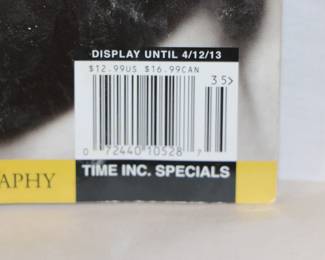 DISPLAY UNTIL 4/12/13
$12.99US $16.99CAN
35>
0 72440 10528 7
TIME INC. SPECIALS
APHY